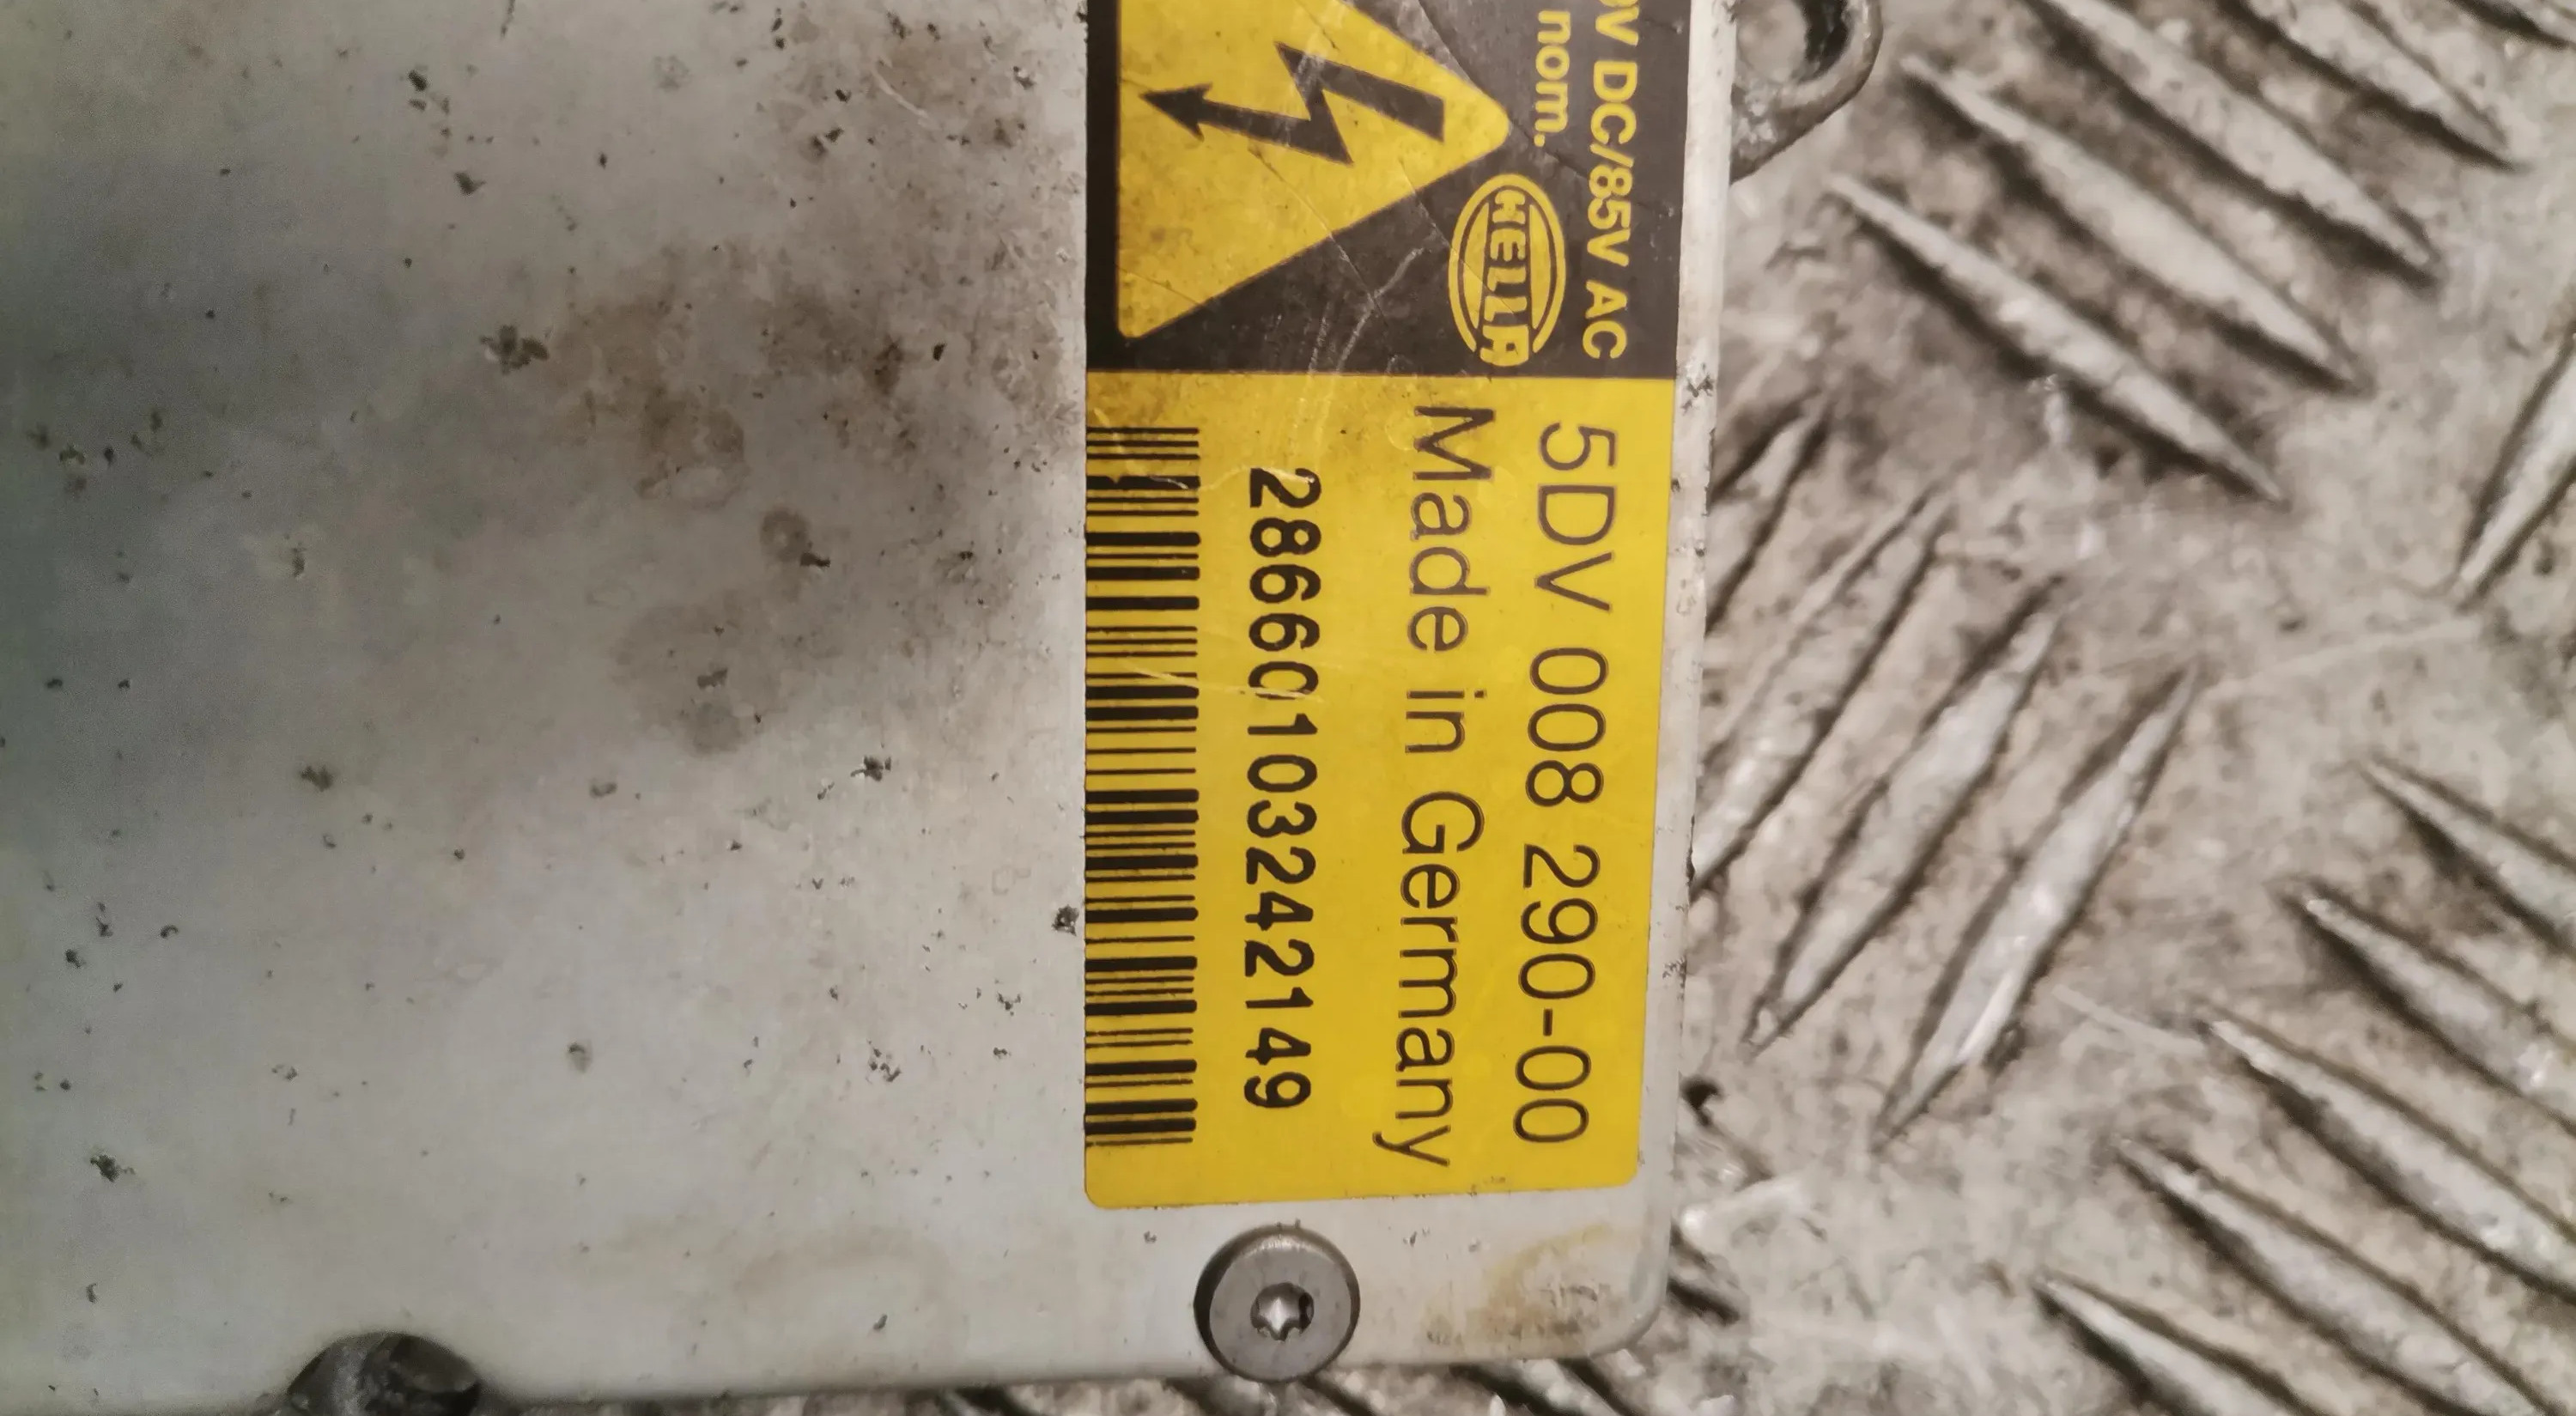 V DC/85V AC
nom.
HELLA
5DV 008 290-00
Made in Germany
28660103242149